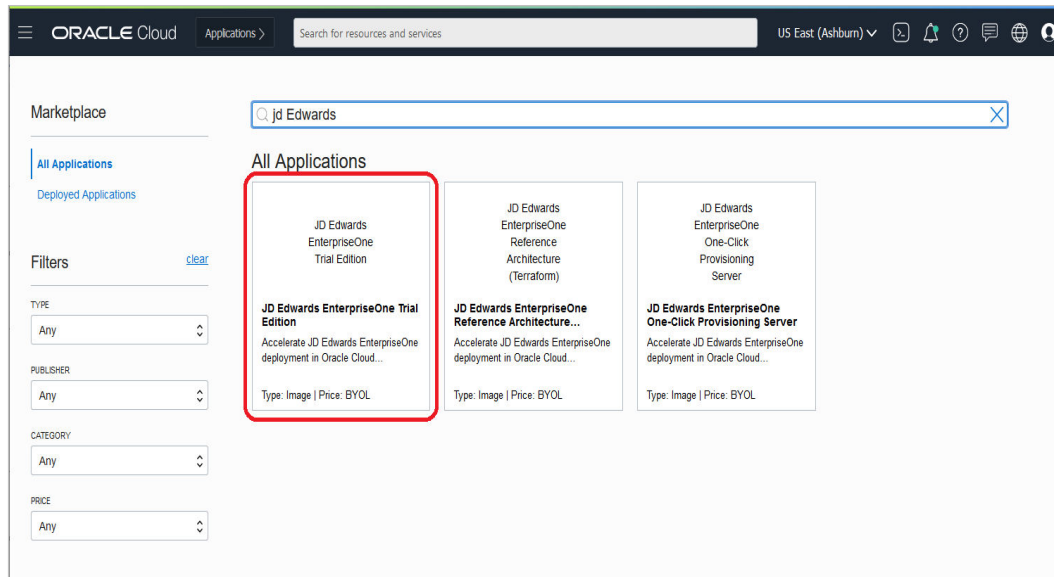 ORACLE Cloud
Applications >
Search for resources and services
US East (Ashburn)
Marketplace
All Applications
Deployed Applications
Filters
clear
TYPE
Any
PUBLISHER
Any
CATEGORY
Any
PRICE
Any
jd Edwards
All Applications
JD Edwards
EnterpriseOne
Trial Edition
JD Edwards EnterpriseOne Trial
Edition
Accelerate JD Edwards EnterpriseOne
deployment in Oracle Cloud...
Type: Image | Price: BYOL
JD Edwards
EnterpriseOne
Reference
Architecture
(Terraform)
JD Edwards EnterpriseOne
Reference Architecture...
Accelerate JD Edwards EnterpriseOne
deployment in Oracle Cloud...
Type: Image | Price: BYOL
JD Edwards
EnterpriseOne
One-Click
Provisioning
Server
JD Edwards EnterpriseOne
One-Click Provisioning Server
Accelerate JD Edwards EnterpriseOne
deployment in Oracle Cloud...
Type: Image | Price: BYOL